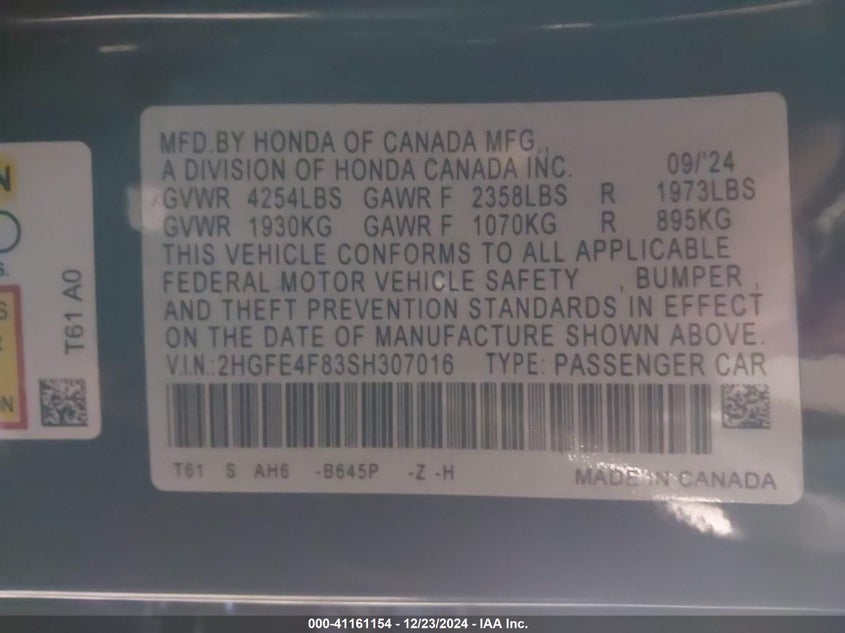 MFD.BY HONDA OF CANADA MFG.,
A DIVISION OF HONDA CANADA INC. 09/'24
GVWR 4254LBS GAWR F 2358LBS R 1973LBS
GVWR 1930KG GAWR F 1070KG R 895KG
THIS VEHICLE CONFORMS TO ALL APPLICABLE
FEDERAL MOTOR VEHICLE SAFETY , BUMPER ,
AND THEFT PREVENTION STANDARDS IN EFFECT
ON THE DATE OF MANUFACTURE SHOWN ABOVE.
V.I.N.:2HGFE4F83SH307016 TYPE: PASSENGER CAR
T61 S AH6 -B645P -Z -H
MADE IN CANADA
T61 A0
000-41161154 - 12/23/2024 - IAA Inc.